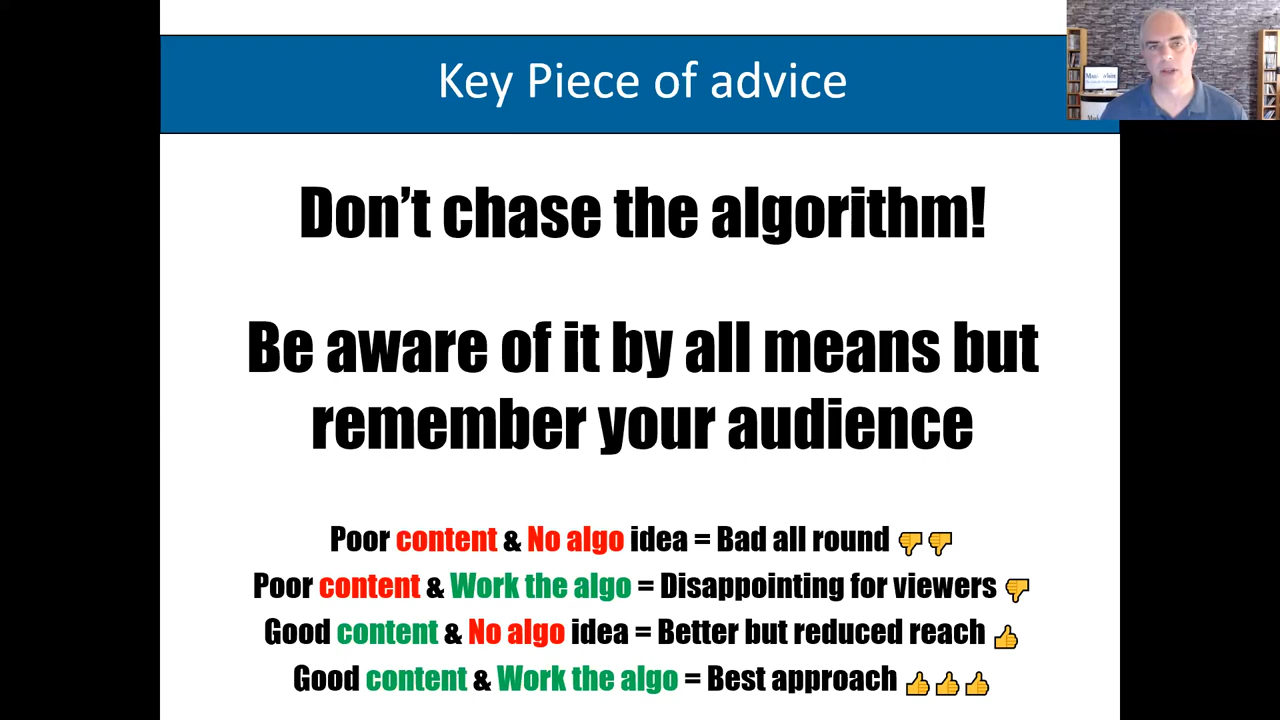 Key Piece of advice
Don't chase the algorithm!
Be aware of it by all means but
remember your audience
Poor content & No algo idea = Bad all round 👎👎
Poor content & Work the algo = Disappointing for viewers 👎
Good content & No algo idea = Better but reduced reach 👍
Good content & Work the algo = Best approach 👍👍👍